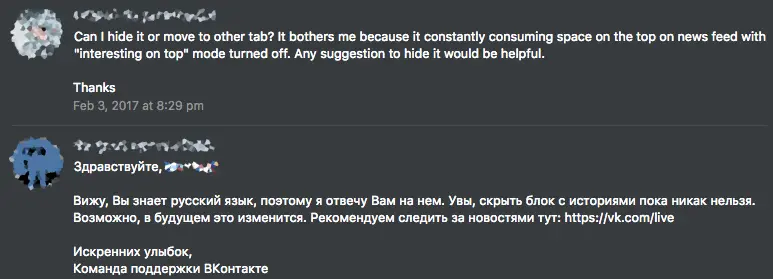 Can I hide it or move to other tab? It bothers me because it constantly consuming space on the top on news feed with
"interesting on top" mode turned off. Any suggestion to hide it would be helpful.
Thanks
Feb 3, 2017 at 8:29 pm
Здравствуйте,
Вижу, Вы знает русский язык, поэтому я отвечу Вам на нем. Увы, скрыть блок с историями пока никак нельзя.
Возможно, в будущем это изменится. Рекомендуем следить за новостями тут: https://vk.com/live
Искренних улыбок,
Команда поддержки ВКонтакте